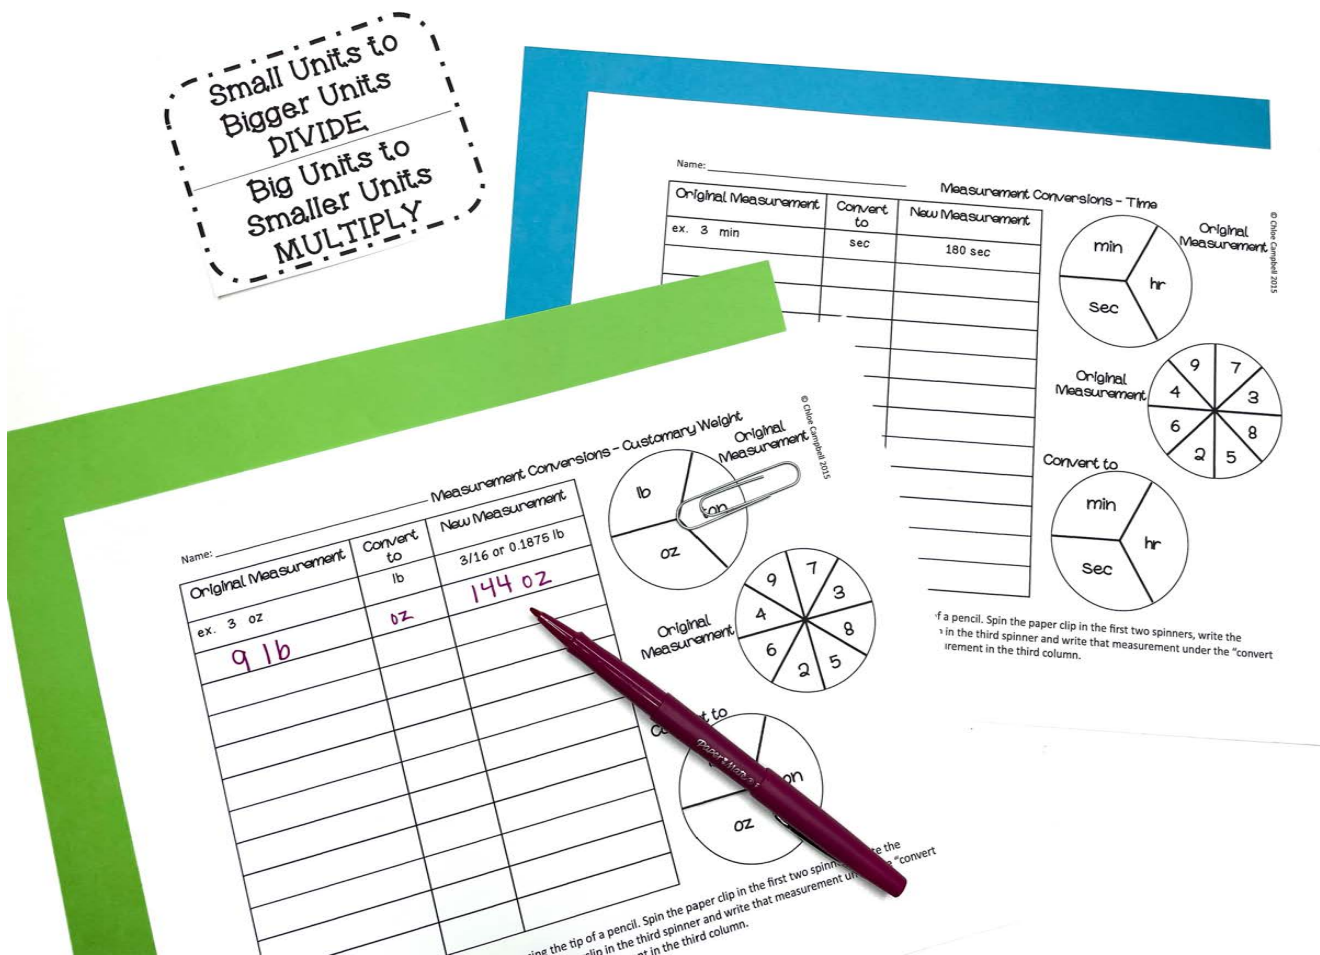 Small Units to
Bigger Units
DIVIDE
Big Units to
Smaller Units
MULTIPLY
Name:
Measurement Conversions - Time
Original Measurement
Convert
to
New Measurement
ex. 3 min
sec
180 sec
min
hr
sec
Original
Measurement
© Chloe Campbell 2015
Original
Measurement
9
7
3
8
5
2
6
4
Convert to
min
hr
sec
of a pencil. Spin the paper clip in the first two spinners, write the
in the third spinner and write that measurement under the "convert
in the third column.
Name:
Measurement Conversions - Customary Weight
Original Measurement
Convert
to
New Measurement
ex. 3 oz
lb
3/16 or 0.1875 lb
9 lb
oz
144 oz
lb
oz
Original
Measurement
© Chloe Campbell 2015
Original
Measurement
9
7
3
8
5
2
6
4
to
oz
PaperMate
the tip of a pencil. Spin the paper clip in the first two the
in the third spinner and write that measurement "convert
in the third column.